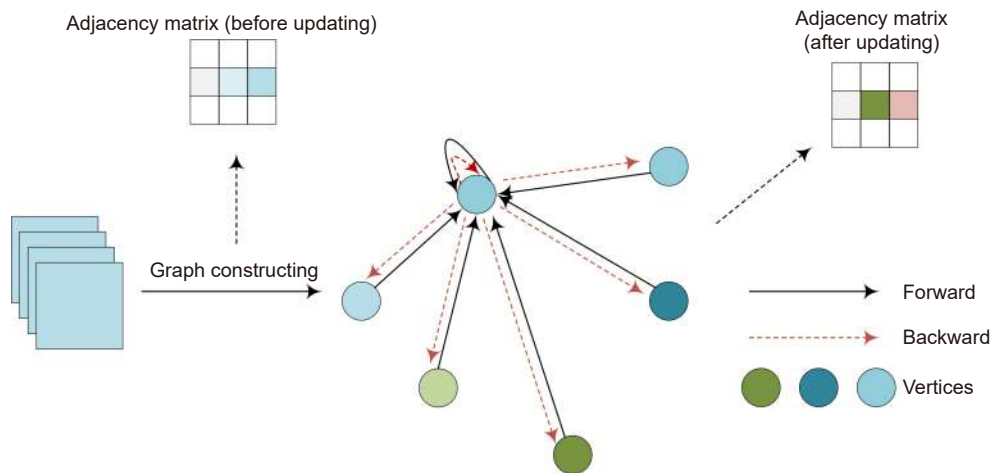 Adjacency matrix (before updating)
Adjacency matrix
(after updating)
Graph constructing
Forward
Backward
Vertices